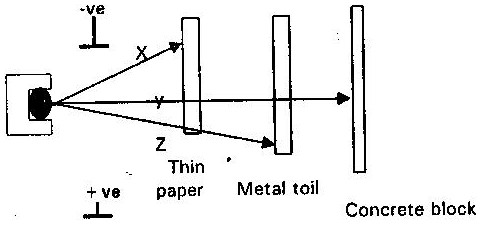 -ve
X
y
Z
Thin
paper
+ ve
Metal toil
Concrete block